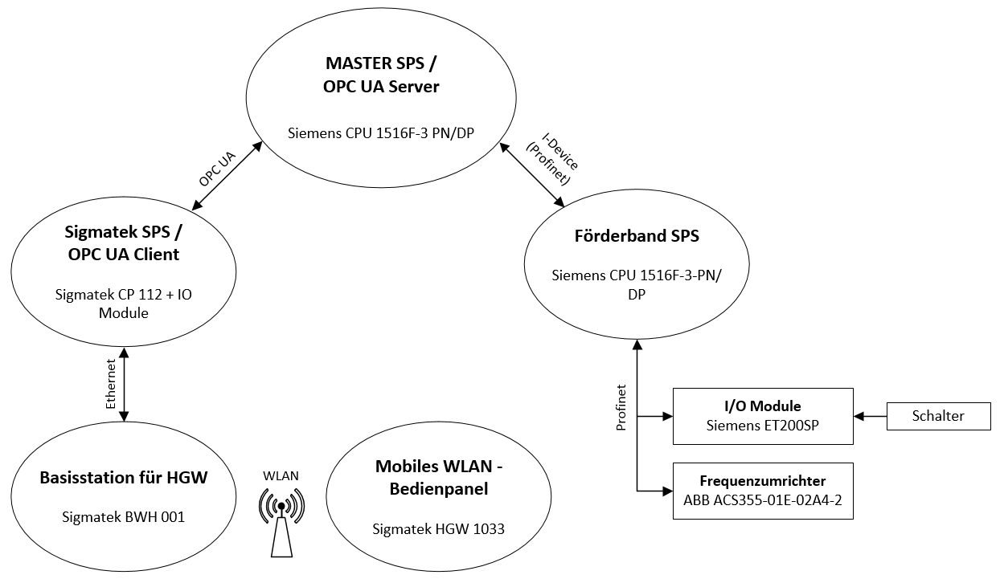 MASTER SPS /
OPC UA Server
Siemens CPU 1516F-3 PN/DP
OPC UA
I-Device
(Profinet)
Sigmatek SPS /
OPC UA Client
Sigmatek CP 112 + IO
Module
Förderband SPS
Siemens CPU 1516F-3-PN/
DP
Ethernet
Profinet
I/O Module
Siemens ET200SP
Schalter
Frequenzumrichter
ABB ACS355-01E-02A4-2
Basisstation für HGW
Sigmatek BWH 001
WLAN
Mobiles WLAN -
Bedienpanel
Sigmatek HGW 1033